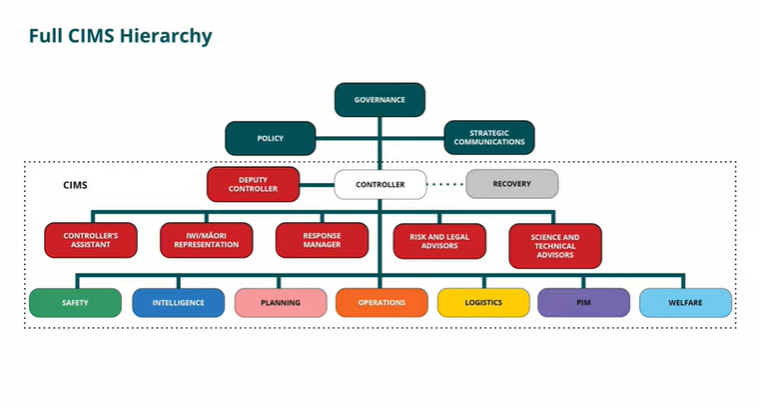 Full CIMS Hierarchy
GOVERNANCE
POLICY
STRATEGIC
COMMUNICATIONS
CIMS
DEPUTY
CONTROLLER
CONTROLLER
RECOVERY
CONTROLLER'S
ASSISTANT
IWI/MĀORI
REPRESENTATION
RESPONSE
MANAGER
RISK AND LEGAL
ADVISORS
SCIENCE AND
TECHNICAL
ADVISORS
SAFETY
INTELLIGENCE
PLANNING
OPERATIONS
LOGISTICS
PIM
WELFARE